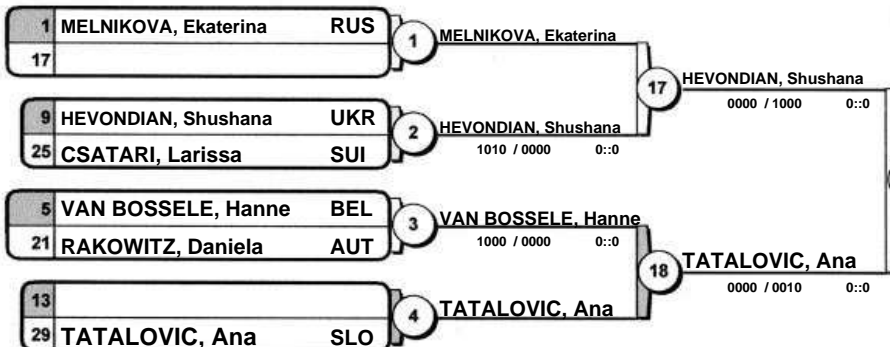 1 MELNIKOVA, Ekaterina RUS
17
1 MELNIKOVA, Ekaterina
9 HEVONDIAN, Shushana UKR
25 CSATARI, Larissa SUI
2 HEVONDIAN, Shushana
1010 / 0000 0::0
17 HEVONDIAN, Shushana
0000 / 1000 0::0
5 VAN BOSSELE, Hanne BEL
21 RAKOWITZ, Daniela AUT
3 VAN BOSSELE, Hanne
1000 / 0000 0::0
13
29 TATALOVIC, Ana SLO
4 TATALOVIC, Ana
18 TATALOVIC, Ana
0000 / 0010 0::0